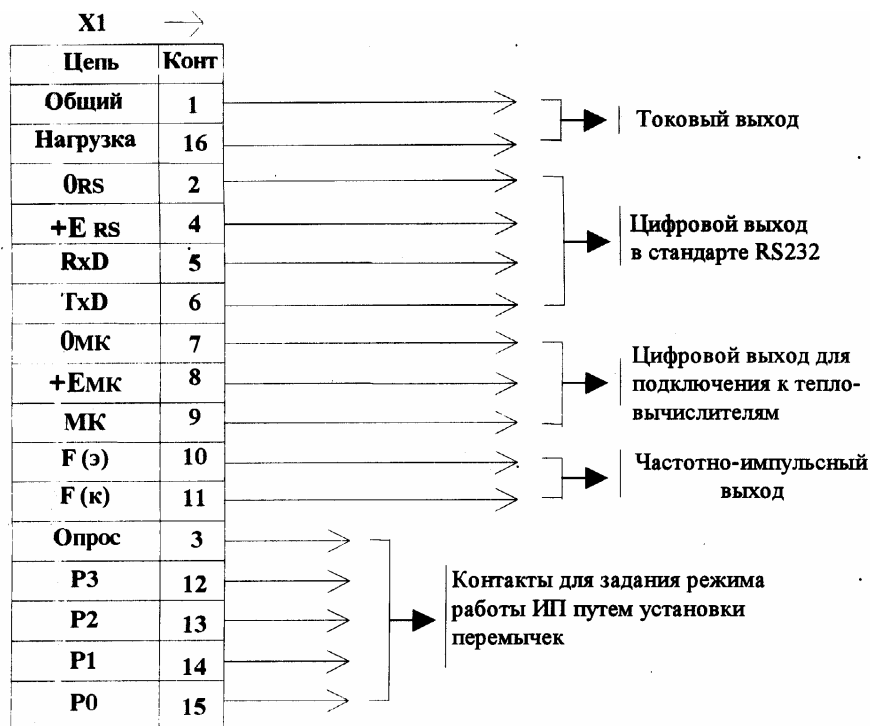 X1
Цепь Конт
Общий 1
Нагрузка 16
0RS 2
+E RS 4
RxD 5
TxD 6
0МК 7
+ЕМК 8
МК 9
F (э) 10
F (к) 11
Опрос 3
P3 12
P2 13
P1 14
P0 15
Токовый выход
Цифровой выход
в стандарте RS232
Цифровой выход для
подключения к тепло-
вычислителям
Частотно-импульсный
выход
Контакты для задания режима
работы ИП путем установки
перемычек